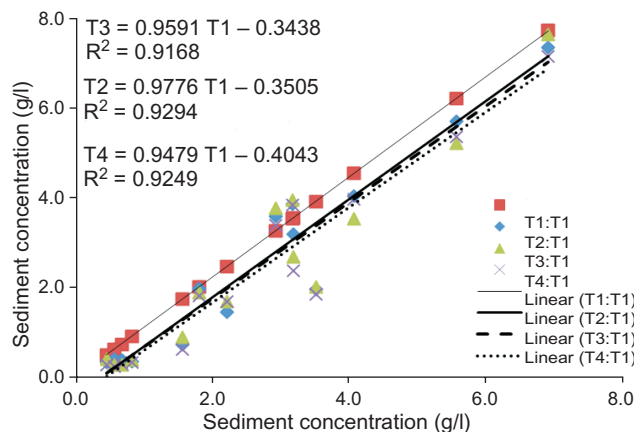 T3 = 0.9591 T1 – 0.3438
R² = 0.9168
T2 = 0.9776 T1 – 0.3505
R² = 0.9294
T4 = 0.9479 T1 – 0.4043
R² = 0.9249
Sediment concentration (g/l)
8.0
6.0
4.0
2.0
0.0
T1:T1
T2:T1
T3:T1
T4:T1
Linear (T1:T1)
Linear (T2:T1)
Linear (T3:T1)
Linear (T4:T1)
0.0 2.0 4.0 6.0 8.0
Sediment concentration (g/l)